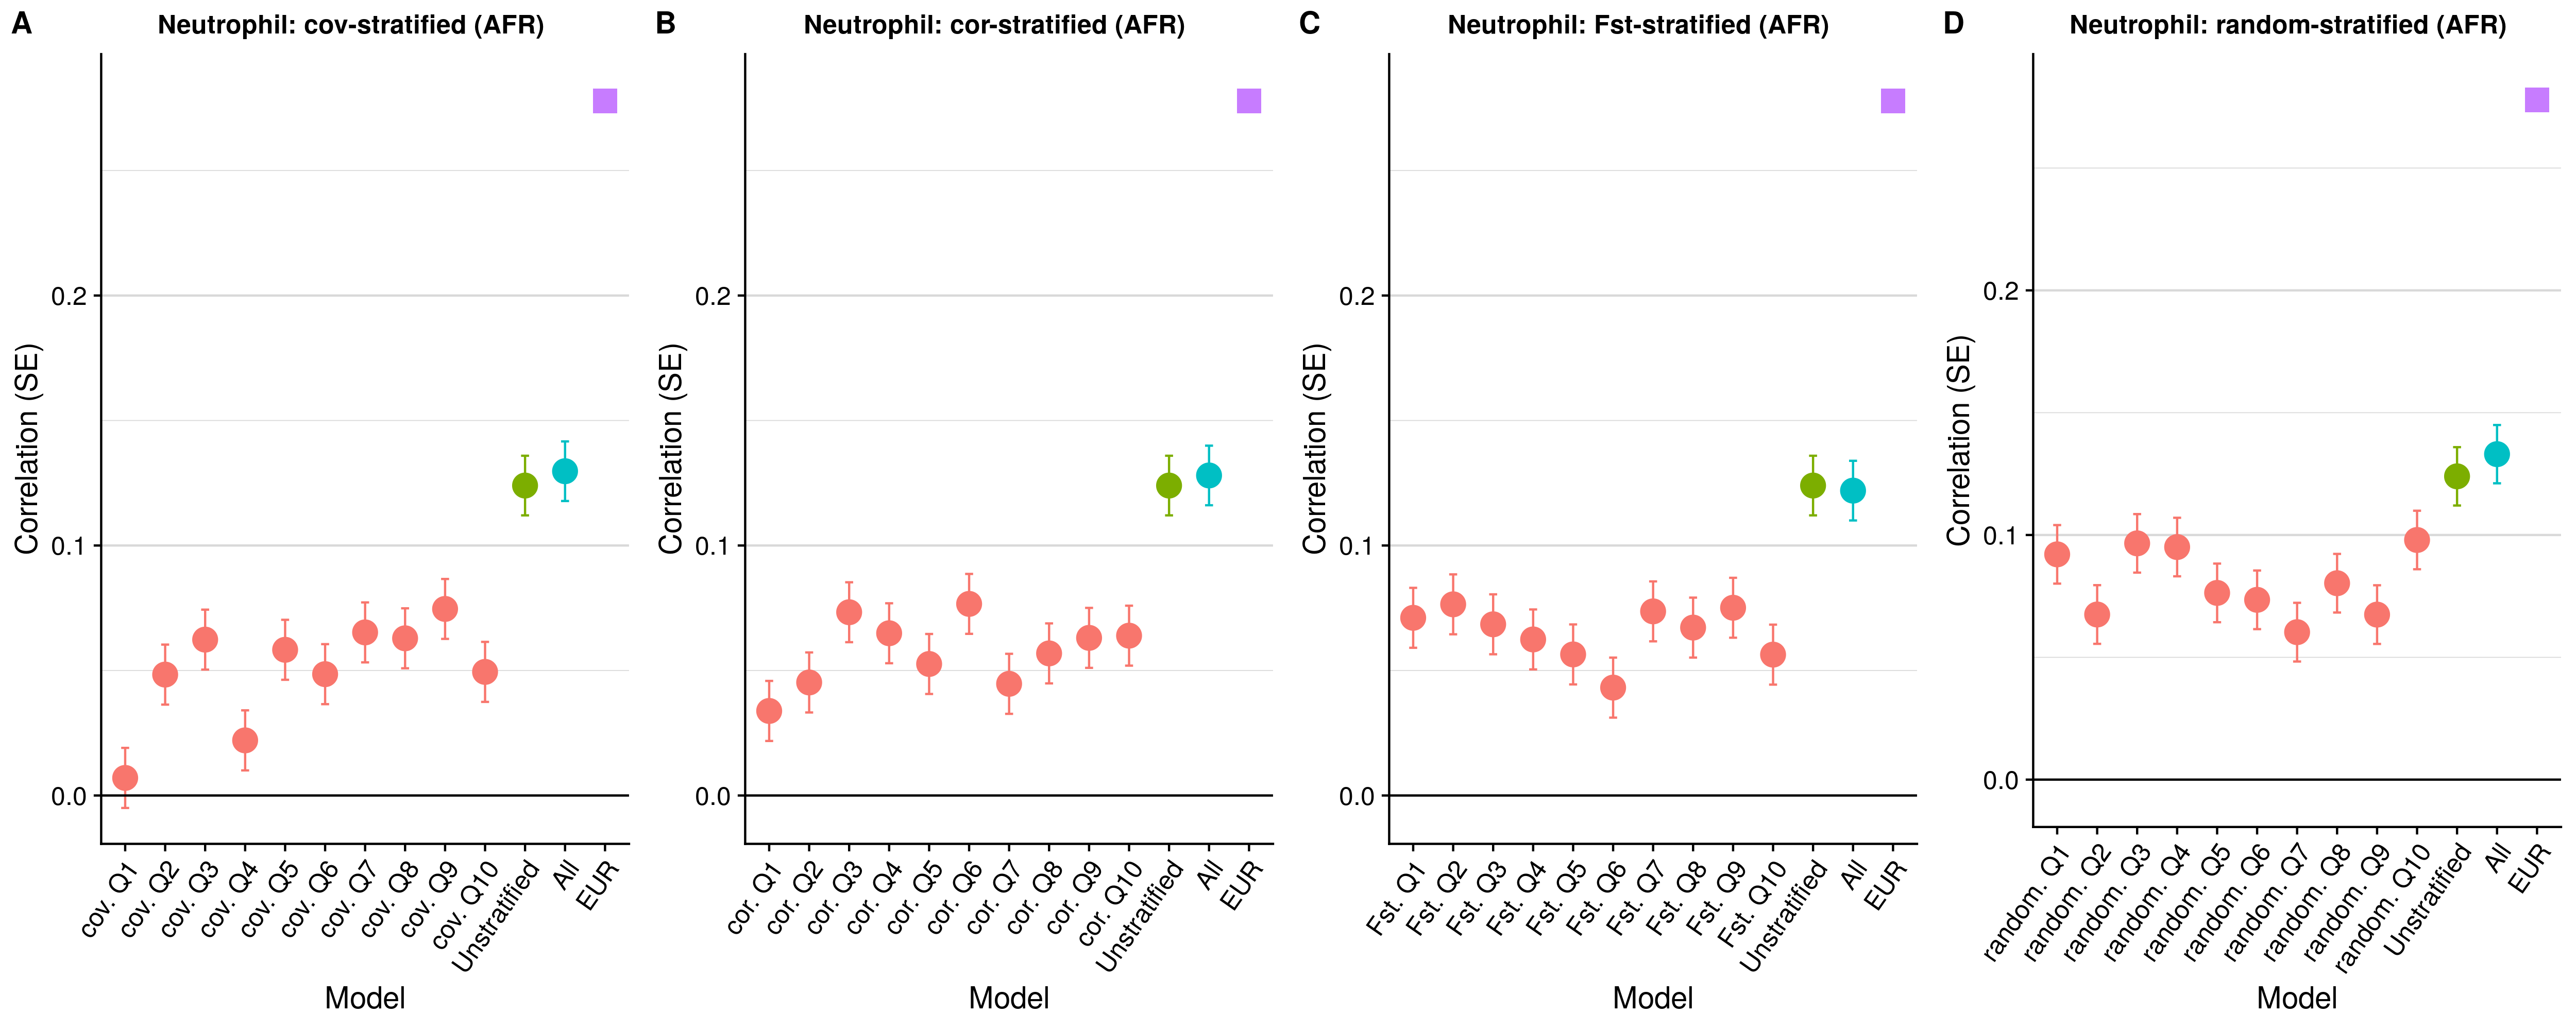 A
Neutrophil: cov-stratified (AFR)
Correlation (SE)
0.2
0.1
0.0
cov. Q1
cov. Q2
cov. Q3
cov. Q4
cov. Q5
cov. Q6
cov. Q7
cov. Q8
cov. Q9
cov. Q10
Unstratified
All
EUR
Model
B
Neutrophil: cor-stratified (AFR)
Correlation (SE)
0.2
0.1
0.0
cor. Q1
cor. Q2
cor. Q3
cor. Q4
cor. Q5
cor. Q6
cor. Q7
cor. Q8
cor. Q9
cor. Q10
Unstratified
All
EUR
Model
C
Neutrophil: Fst-stratified (AFR)
Correlation (SE)
0.2
0.1
0.0
Fst. Q1
Fst. Q2
Fst. Q3
Fst. Q4
Fst. Q5
Fst. Q6
Fst. Q7
Fst. Q8
Fst. Q9
Fst. Q10
Unstratified
All
EUR
Model
D
Neutrophil: random-stratified (AFR)
Correlation (SE)
0.2
0.1
0.0
random. Q1
random. Q2
random. Q3
random. Q4
random. Q5
random. Q6
random. Q7
random. Q8
random. Q9
random. Q10
Unstratified
All
EUR
Model